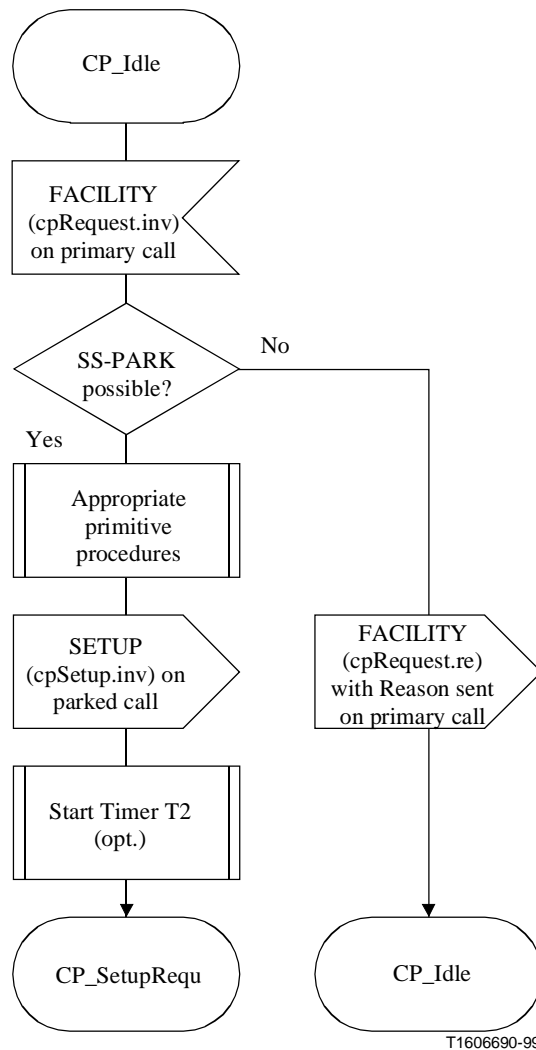 CP_Idle
FACILITY
(cpRequest.inv)
on primary call
SS-PARK
possible?
No
Yes
Appropriate
primitive
procedures
SETUP
(cpSetup.inv) on
parked call
FACILITY
(cpRequest.re)
with Reason sent
on primary call
Start Timer T2
(opt.)
CP_SetupRequ
CP_Idle
T1606690-99